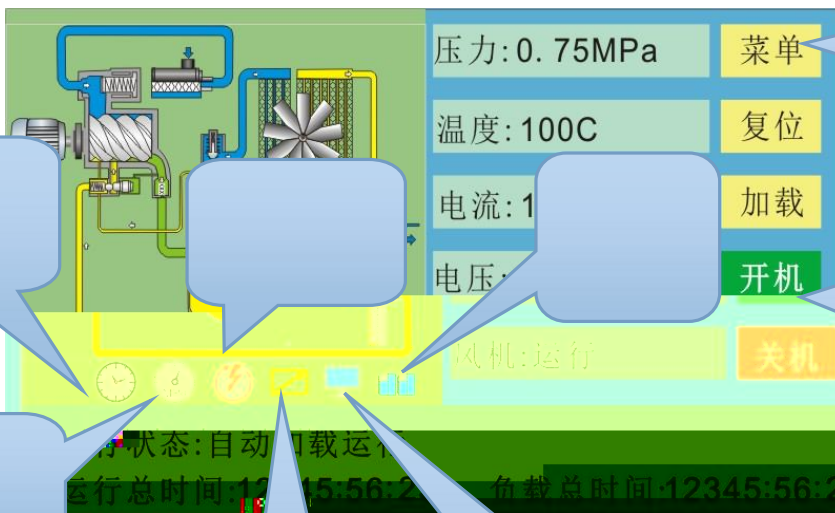 压力:0.75MPa
菜单
温度:100C
复位
电流:1
加载
电压:
开机
风机:运行
关机
状态:自动加载运行
运行总时间:12345:56:2
负载总时间:12345:56:2